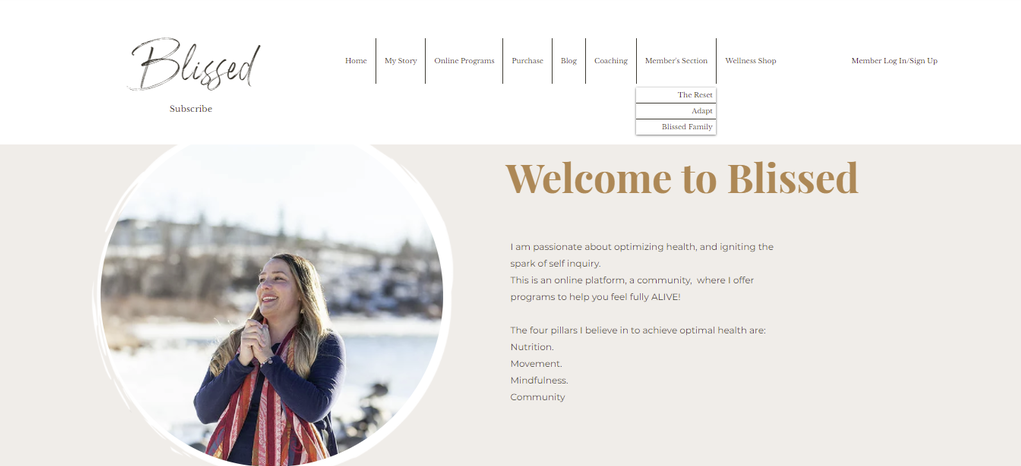 Blissed
Subscribe
Home
My Story
Online Programs
Purchase
Blog
Coaching
Member's Section
Wellness Shop
Member Log In/Sign Up
The Reset
Adapt
Blissed Family
Welcome to Blissed
I am passionate about optimizing health, and igniting the
spark of self inquiry.
This is an online platform, a community,  where I offer
programs to help you feel fully ALIVE!
The four pillars I believe in to achieve optimal health are:
Nutrition.
Movement.
Mindfulness.
Community